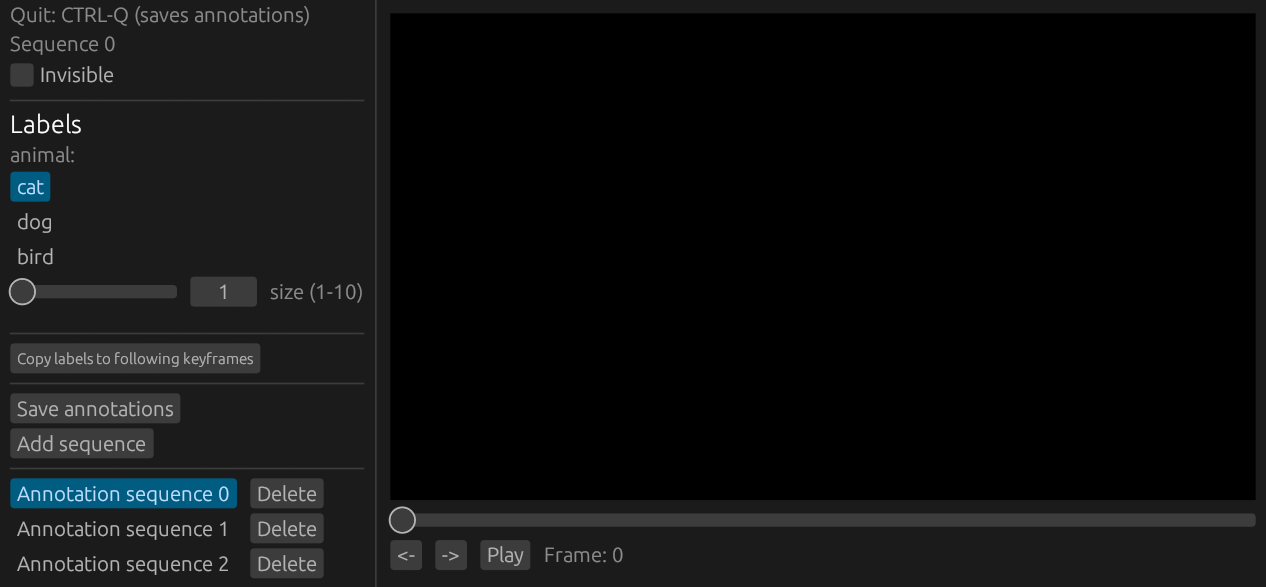 Quit: CTRL-Q (saves annotations)
Sequence 0
Invisible
Labels
animal:
cat
dog
bird
1 size (1-10)
Copy labels to following keyframes
Save annotations
Add sequence
Annotation sequence 0 Delete
Annotation sequence 1 Delete
Annotation sequence 2 Delete
<- -> Play Frame: 0